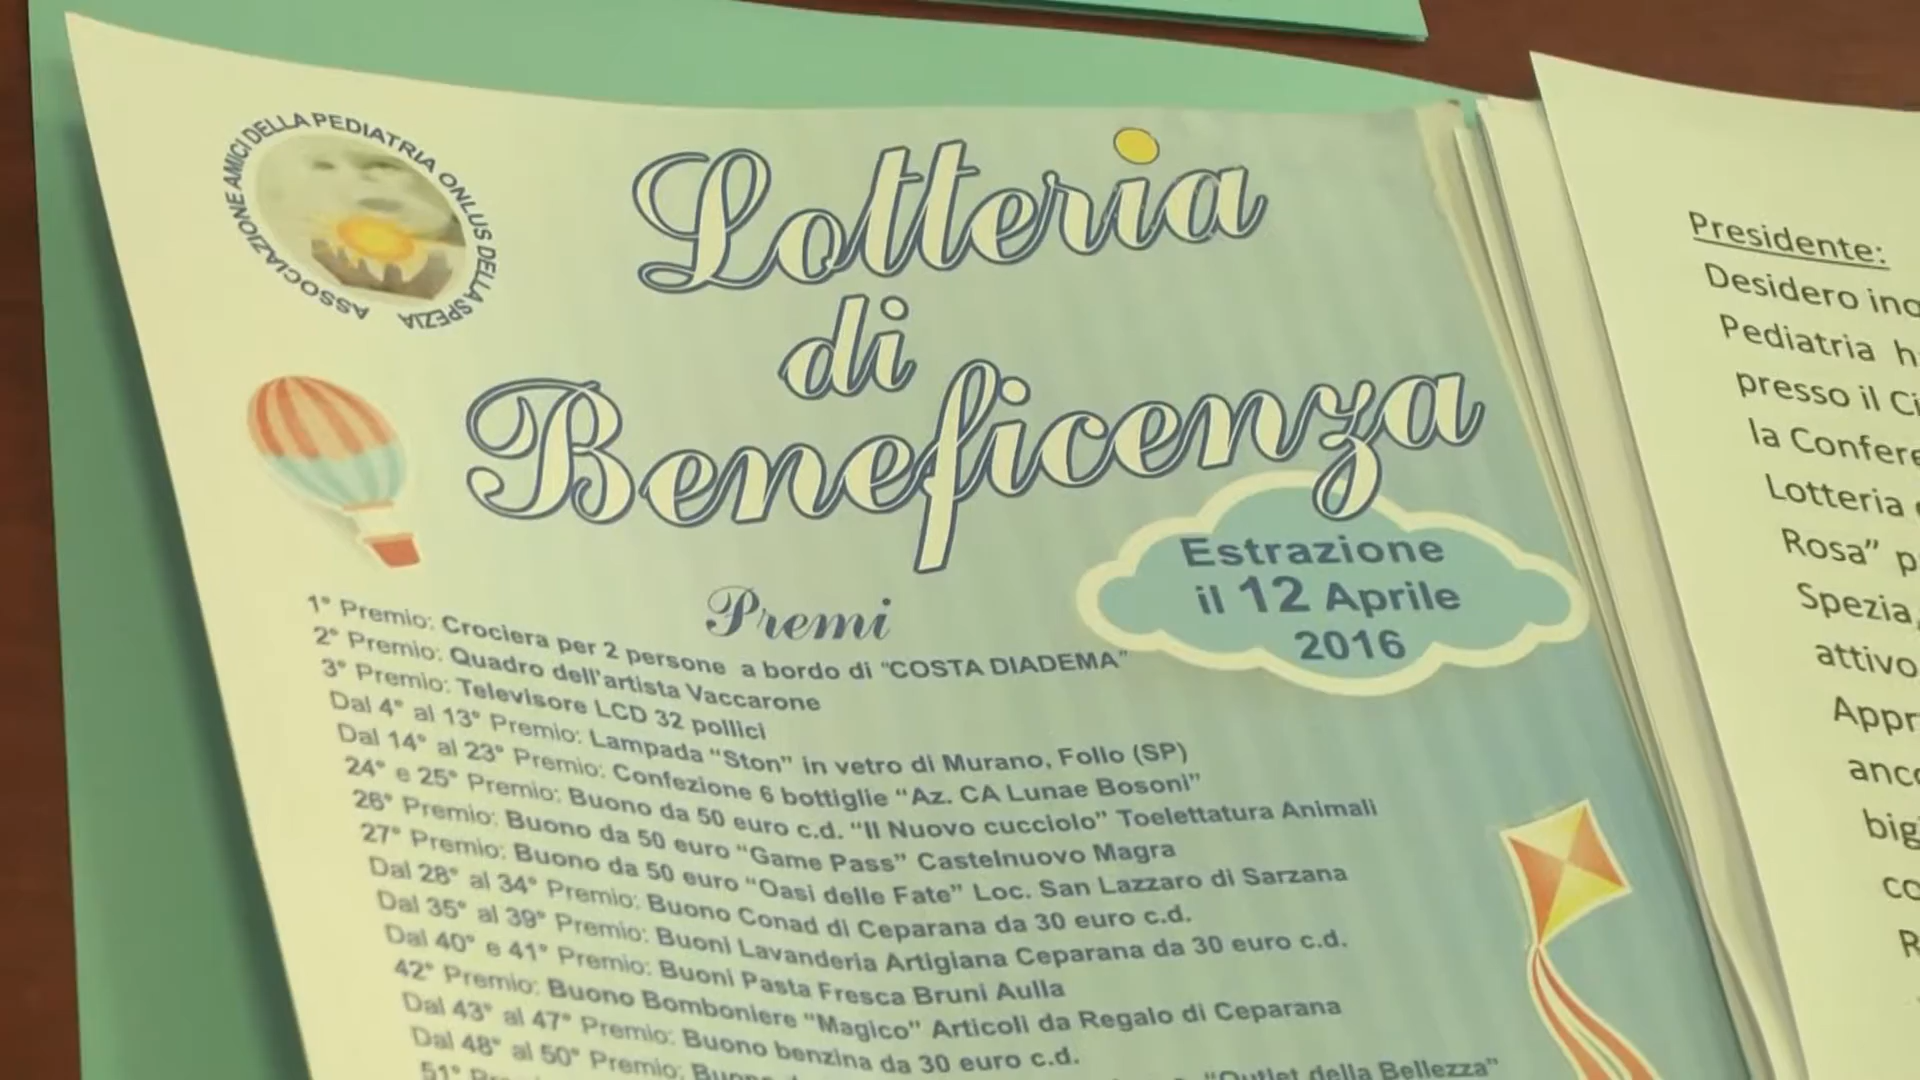 ASSOCIAZIONE AMICI DELLA PEDIATRIA ONLUS DELLA SPEZIA
Lotteria
di
Beneficenza
Estrazione
il 12 Aprile
2016
Premi
1° Premio: Crociera per 2 persone a bordo di "COSTA DIADEMA"
2° Premio: Quadro dell'artista Vaccarone
3° Premio: Televisore LCD 32 pollici
Dal 4° al 13° Premio: Lampada "Ston" in vetro di Murano, Follo (SP)
Dal 14° al 23° Premio: Confezione 6 bottiglie "Az. CA Lunae Bosoni"
24° e 25° Premio: Buono da 50 euro c.d. "Il Nuovo cucciolo" Toelettatura Animali
26° Premio: Buono da 50 euro "Game Pass" Castelnuovo Magra
27° Premio: Buono da 50 euro "Oasi delle Fate" Loc. San Lazzaro di Sarzana
Dal 28° al 34° Premio: Buono Conad di Ceparana da 30 euro c.d.
Dal 35° al 39° Premio: Buoni Lavanderia Artigiana Ceparana da 30 euro c.d.
Dal 40° e 41° Premio: Buoni Pasta Fresca Bruni Aulla
42° Premio: Buono Bomboniere "Magico" Articoli da Regalo di Ceparana
Dal 43° al 47° Premio: Buono benzina da 30 euro c.d.
Dal 48° al 50° Premio: "Outlet della Bellezza"
51°
Presidente:
Desidero
Pediatria
presso il
la
Lotteria
Rosa"
Spezia,
attivo